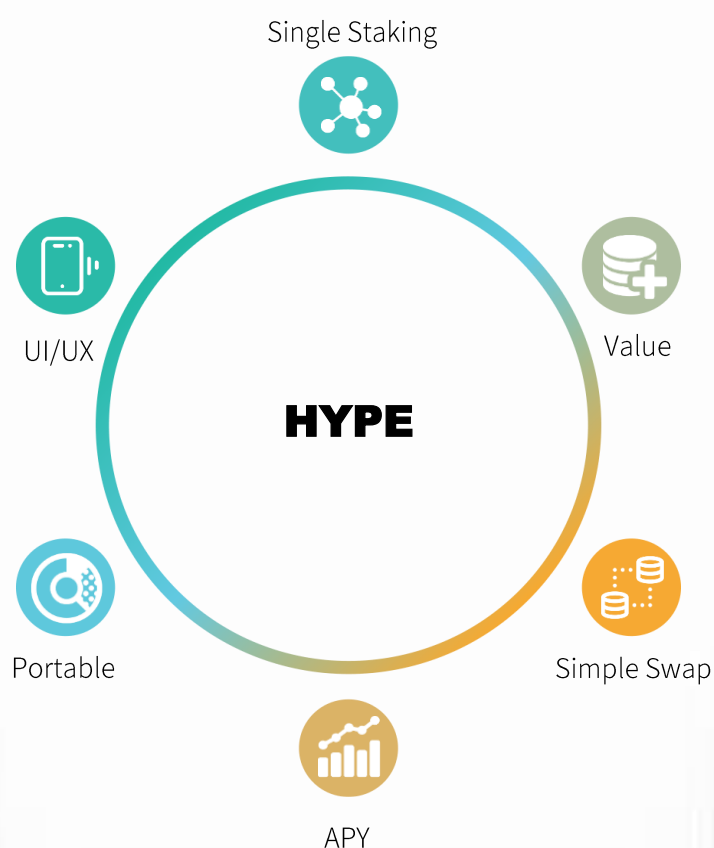 Single Staking
UI/UX
Value
HYPE
Portable
Simple Swap
APY